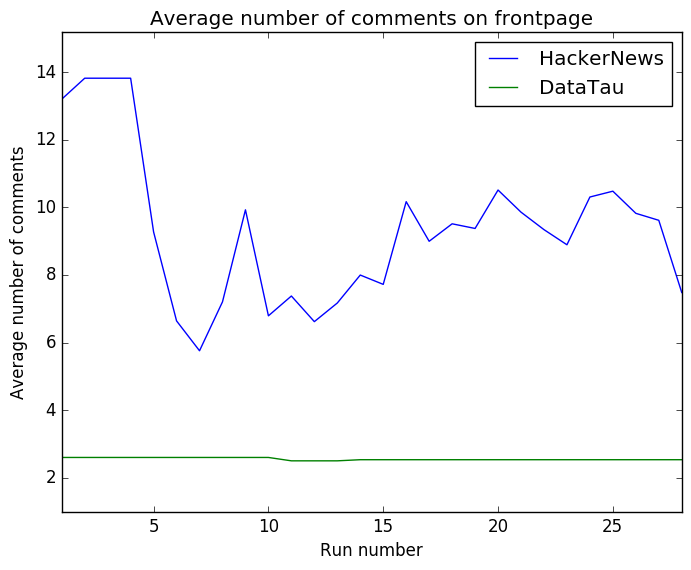 Average number of comments on frontpage
HackerNews
DataTau
14
12
10
8
6
4
2
Average number of comments
5
10
15
20
25
Run number